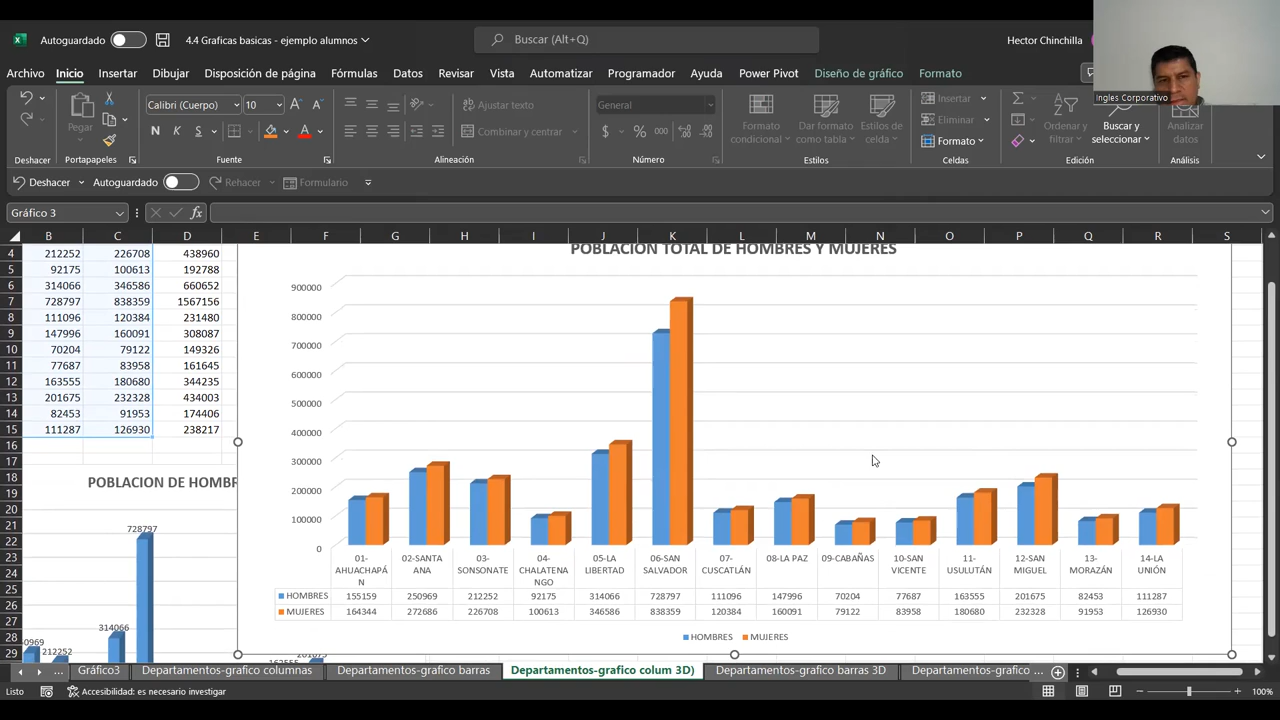 Autoguardado
4.4 Graficas basicas - ejemplo alumnos
Buscar (Alt+Q)
Hector Chinchilla
Ingles Corporativo
Archivo Inicio Insertar Dibujar Disposición de página Fórmulas Datos Revisar Vista Automatizar Programador Ayuda Power Pivot Diseño de gráfico Formato
Pegar
Calibri (Cuerpo) 10
N K S
Ajustar texto
Combinar y centrar
General
$ % 000
Formato condicional
Dar formato como tabla
Estilos de celda
Insertar
Eliminar
Formato
Ordenar y filtrar
Buscar y seleccionar
Analizar datos
Deshacer Portapapeles Fuente Alineación Número Estilos Celdas Edición Análisis
Deshacer Autoguardado Rehacer Formulario
Gráfico 3 fx
B C D E F G H I J K L M N O P Q R S
4 212252 226708 438960
5 92175 100613 192788
6 314066 346586 660652
7 728797 838359 1567156
8 111096 120384 231480
9 147996 160091 308087
10 70204 79122 149326
11 77687 83958 161645
12 163555 180680 344235
13 201675 232328 434003
14 82453 91953 174406
15 111287 126930 238217
16
17
18
19
20
21
22
23
24
25
26
27
28
29
POBLACION DE HOMBR
728797
314066
212252
POBLACION TOTAL DE HOMBRES Y MUJERES
900000
800000
700000
600000
500000
400000
300000
200000
100000
0
01-AHUACHAPÁN 02-SANTA ANA 03-SONSONATE 04-CHALATENANGO 05-LA LIBERTAD 06-SAN SALVADOR 07-CUSCATLÁN 08-LA PAZ 09-CABAÑAS 10-SAN VICENTE 11-USULUTÁN 12-SAN MIGUEL 13-MORAZÁN 14-LA UNIÓN
HOMBRES 155159 250969 212252 92175 314066 728797 111096 147996 70204 77687 163555 201675 82453 111287
MUJERES 164344 272686 226708 100613 346586 838359 120384 160091 79122 83958 180680 232328 91953 126930
HOMBRES MUJERES
... Gráfico3 Departamentos-grafico columnas Departamentos-grafico barras Departamentos-grafico colum 3D) Departamentos-grafico barras 3D Departamentos-grafico ...
Listo Accesibilidad: es necesario investigar 100%